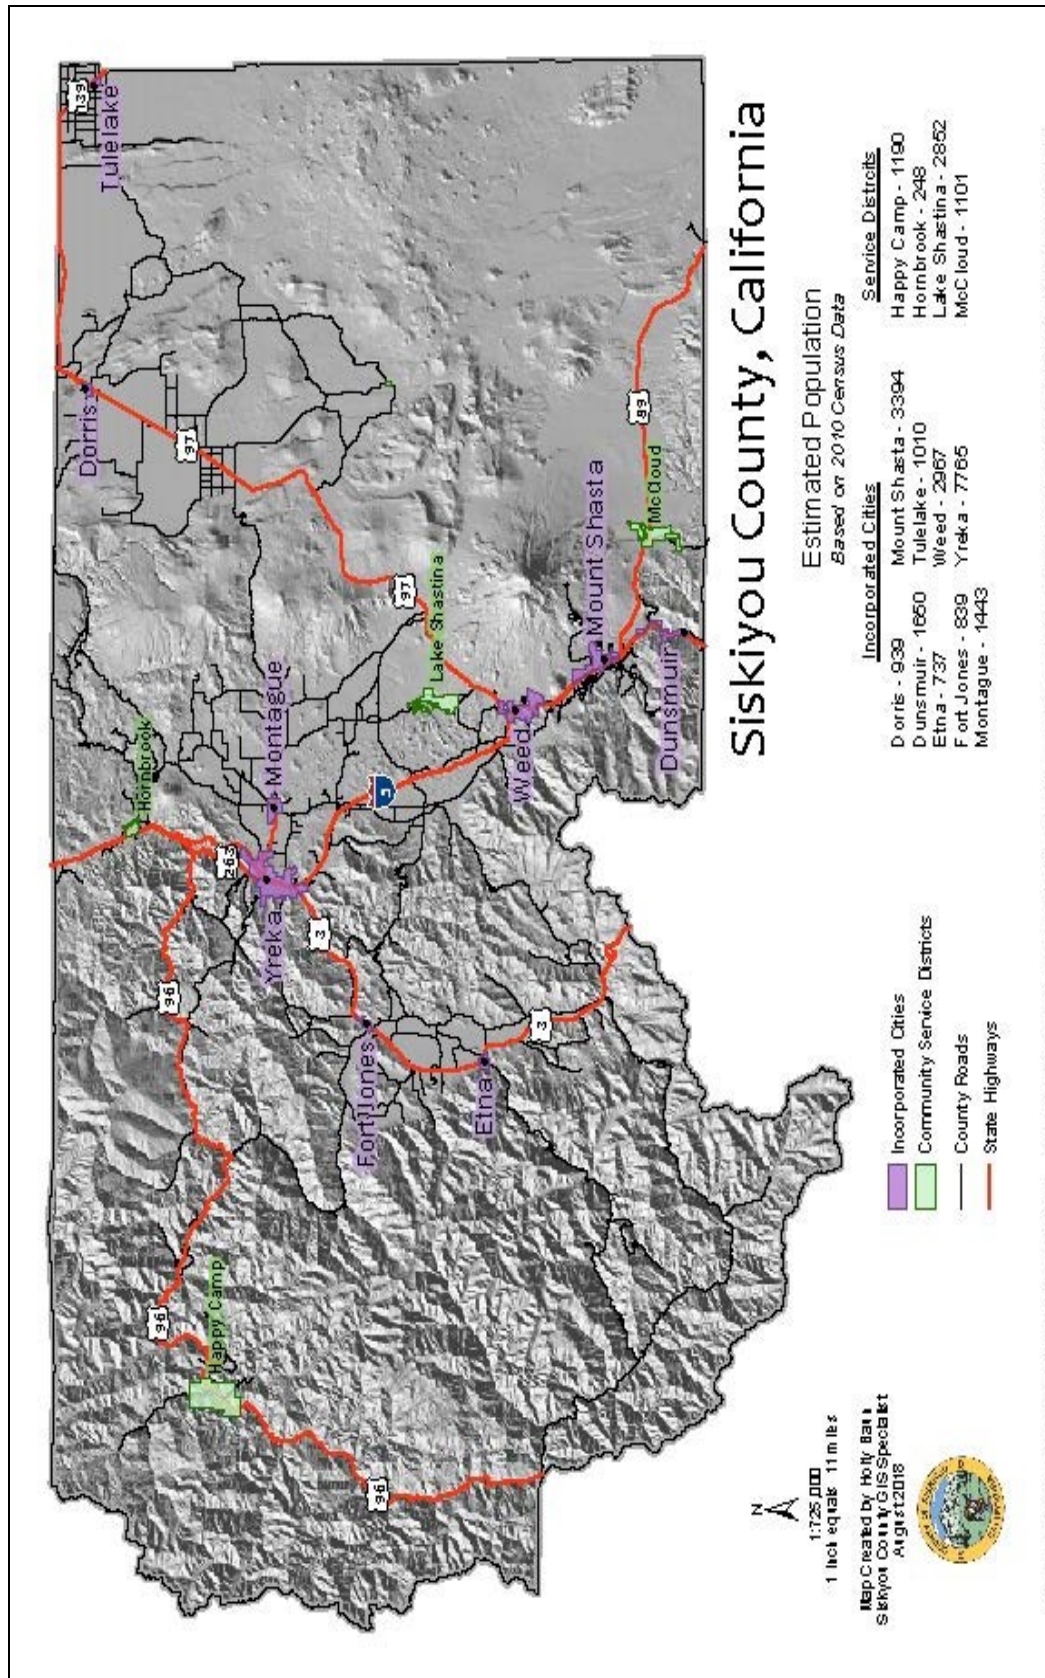 139
Tulelake
Dorris
97
Hornbrook
263
Montague
97
Lake Shastina
96
Yreka
3
5
Weed
Mount Shasta
89
McCloud
Dunsmuir
96
Happy Camp
Fort Jones
Etna
3
96
Siskiyou County, California
Estimated Population
Based on 2010 Census Data
Incorporated Cities
Dorris - 939
Dunsmuir - 1650
Etna - 737
Fort Jones - 839
Montague - 1443
Mount Shasta - 3394
Tulelake - 1010
Weed - 2967
Yreka - 7765
Service Districts
Happy Camp - 1190
Hornbrook - 248
Lake Shastina - 2852
McCloud - 1101
Incorporated Cities
Community Service Districts
County Roads
State Highways
N
1:725,000
1 inch equals 11 miles
Map Created by Holly
Siskiyou County GIS Specialist
August 2018